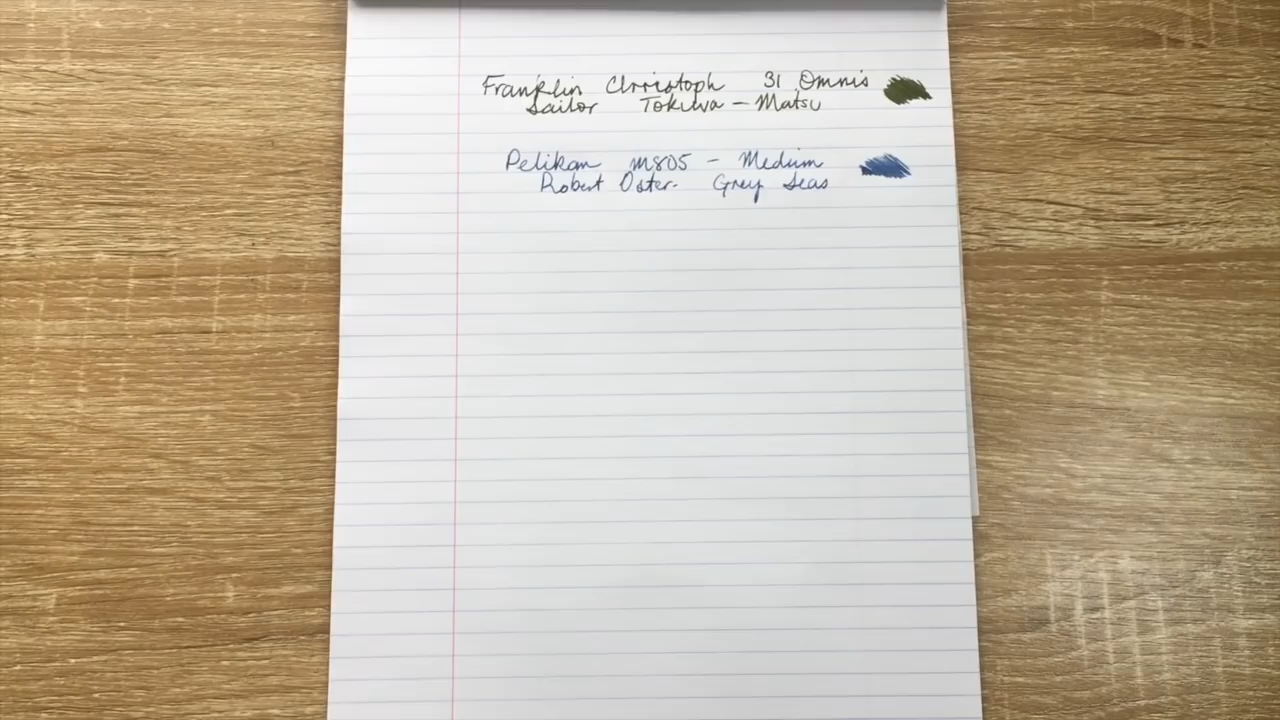 Franklin Christoph 31 Omnis
Sailor Tokiwa - Matsu
Pelikan M805 - Medium
Robert Oster. Grey Seas